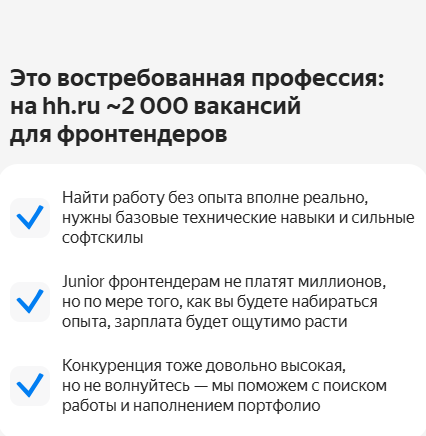 Это востребованная профессия:
на hh.ru ~2 000 вакансий
для фронтендеров
Найти работу без опыта вполне реально,
нужны базовые технические навыки и сильные
софтскилы
Junior фронтендерам не платят миллионов,
но по мере того, как вы будете набираться
опыта, зарплата будет ощутимо расти
Конкуренция тоже довольно высокая,
но не волнуйтесь — мы поможем с поиском
работы и наполнением портфолио